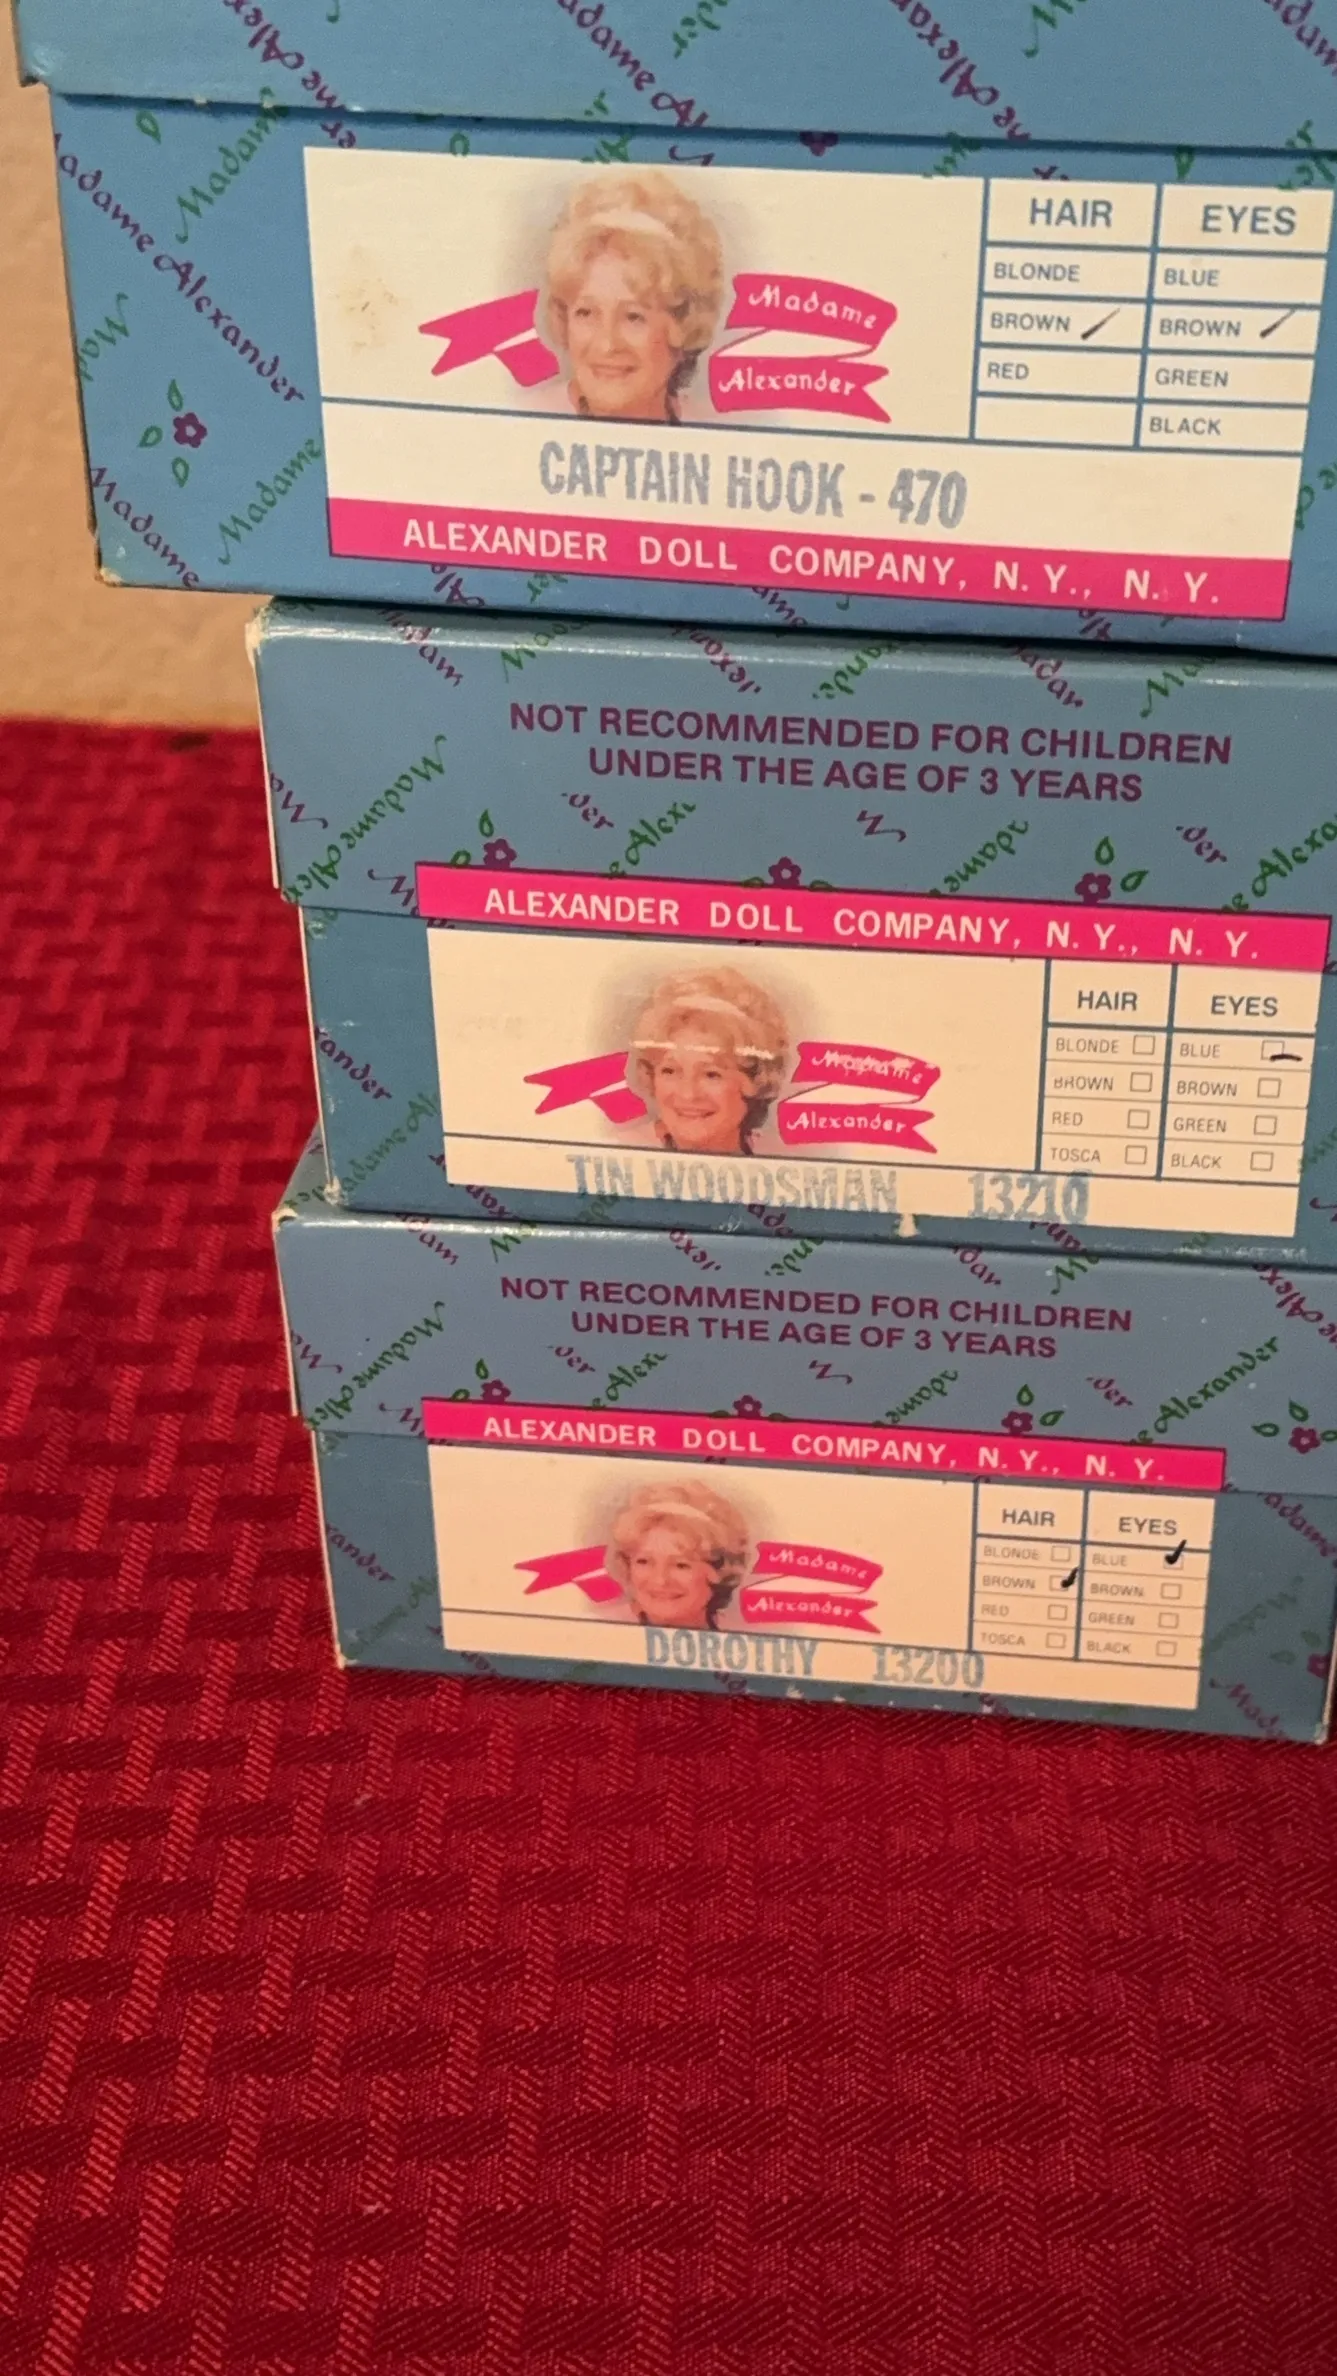 Madame
Alexander
HAIR EYES
BLONDE BLUE
BROWN BROWN
RED GREEN
BLACK
CAPTAIN HOOK - 470
ALEXANDER DOLL COMPANY, N. Y., N. Y.
NOT RECOMMENDED FOR CHILDREN
UNDER THE AGE OF 3 YEARS
ALEXANDER DOLL COMPANY, N. Y., N. Y.
Madame
Alexander
HAIR EYES
BLONDE BLUE
BROWN BROWN
RED GREEN
TOSCA BLACK
TIN WOODSMAN 13210
NOT RECOMMENDED FOR CHILDREN
UNDER THE AGE OF 3 YEARS
ALEXANDER DOLL COMPANY, N. Y., N. Y.
Madame
Alexander
HAIR EYES
BLONDE BLUE
BROWN BROWN
RED GREEN
TOSCA BLACK
DOROTHY 13200